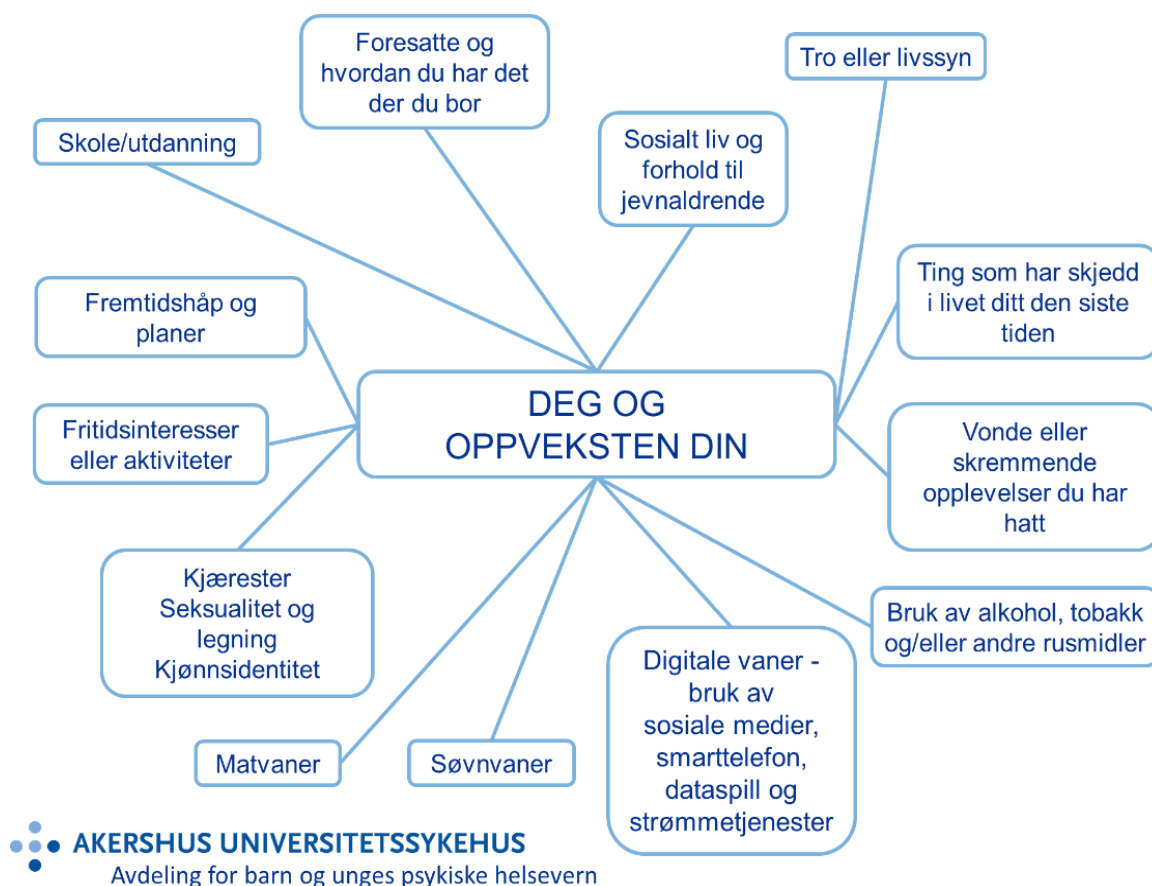 Foresatte og
hvordan du har det
der du bor
Tro eller livssyn
Skole/utdanning
Sosialt liv og
forhold til
jevnaldrende
Fremtidshåp og
planer
Ting som har skjedd
i livet ditt den siste
tiden
DEG OG
OPPVEKSTEN DIN
Fritidsinteresser
eller aktiviteter
Vonde eller
skremmende
opplevelser du har
hatt
Kjærester
Seksualitet og
legning
Kjønnsidentitet
Bruk av alkohol, tobakk
og/eller andre rusmidler
Digitale vaner -
bruk av
sosiale medier,
smarttelefon,
dataspill og
strømmetjenester
Matvaner
Søvnvaner
AKERSHUS UNIVERSITETSSYKEHUS
Avdeling for barn og unges psykiske helsevern